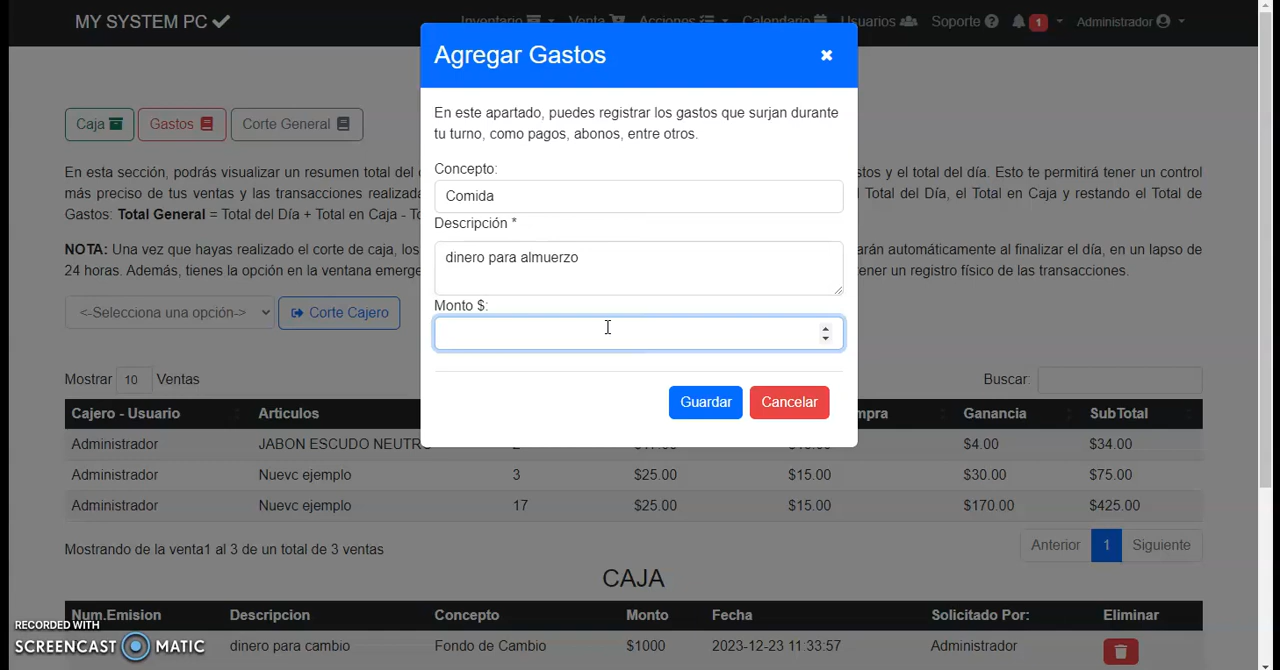 MY SYSTEM PC
Inventario Venta Acciones Calendario Usuarios Soporte 1 Administrador
Agregar Gastos
En este apartado, puedes registrar los gastos que surjan durante
tu turno, como pagos, abonos, entre otros.
Concepto:
Comida
Descripción *
dinero para almuerzo
Monto $:
Guardar Cancelar
Caja Gastos Corte General
En esta sección, podrás visualizar un resumen total del stos y el total del día. Esto te permitirá tener un control
más preciso de tus ventas y las transacciones realizada l Total del Día, el Total en Caja y restando el Total de
Gastos: Total General = Total del Día + Total en Caja - To
NOTA: Una vez que hayas realizado el corte de caja, los arán automáticamente al finalizar el día, en un lapso de
24 horas. Además, tienes la opción en la ventana emerge ener un registro físico de las transacciones.
<-Selecciona una opción-> Corte Cajero
Mostrar 10 Ventas Buscar:
Cajero - Usuario Articulos mpra Ganancia SubTotal
Administrador JABON ESCUDO NEUTRO $4.00 $34.00
Administrador Nuevc ejemplo 3 $25.00 $15.00 $30.00 $75.00
Administrador Nuevc ejemplo 17 $25.00 $15.00 $170.00 $425.00
Mostrando de la venta1 al 3 de un total de 3 ventas
Anterior 1 Siguiente
CAJA
Num.Emision Descripcion Concepto Monto Fecha Solicitado Por: Eliminar
dinero para cambio Fondo de Cambio $1000 2023-12-23 11:33:57 Administrador
RECORDED WITH
SCREENCAST MATIC